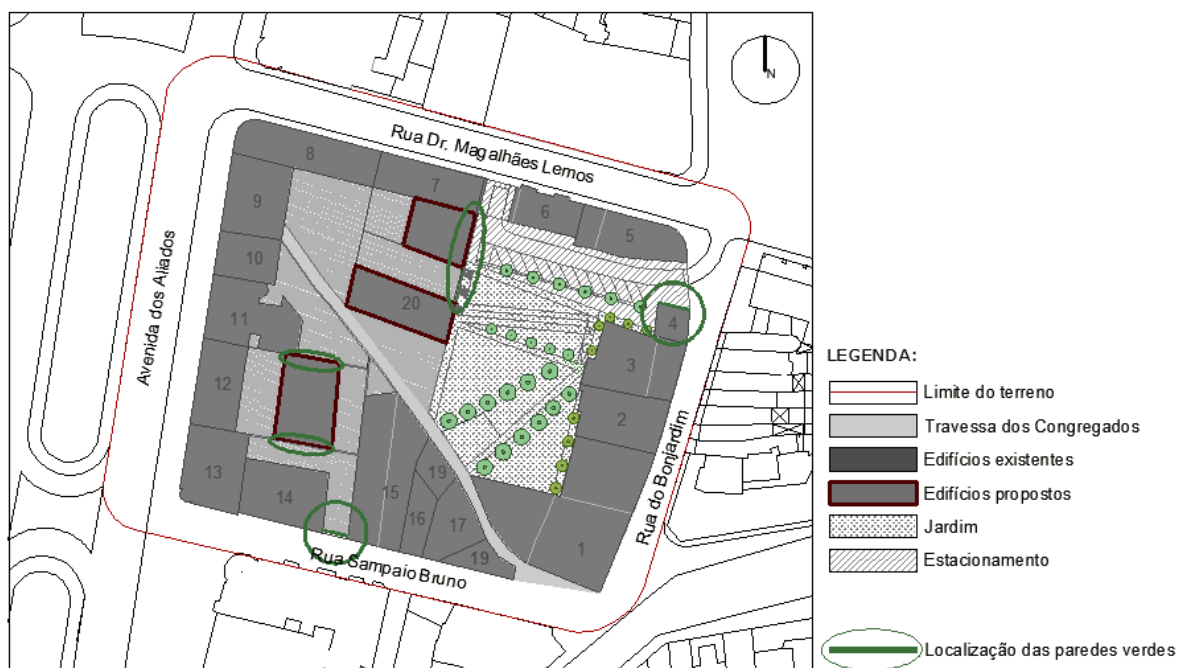 N
Rua Dr. Magalhães Lemos
8
7
6
5
9
10
20
4
11
3
Avenida dos Aliados
12
2
Rua do Bonjardim
13
14
15
19
16
17
1
19
Rua Sampaio Bruno
LEGENDA:
Limite do terreno
Travessa dos Congregados
Edifícios existentes
Edifícios propostos
Jardim
Estacionamento
Localização das paredes verdes